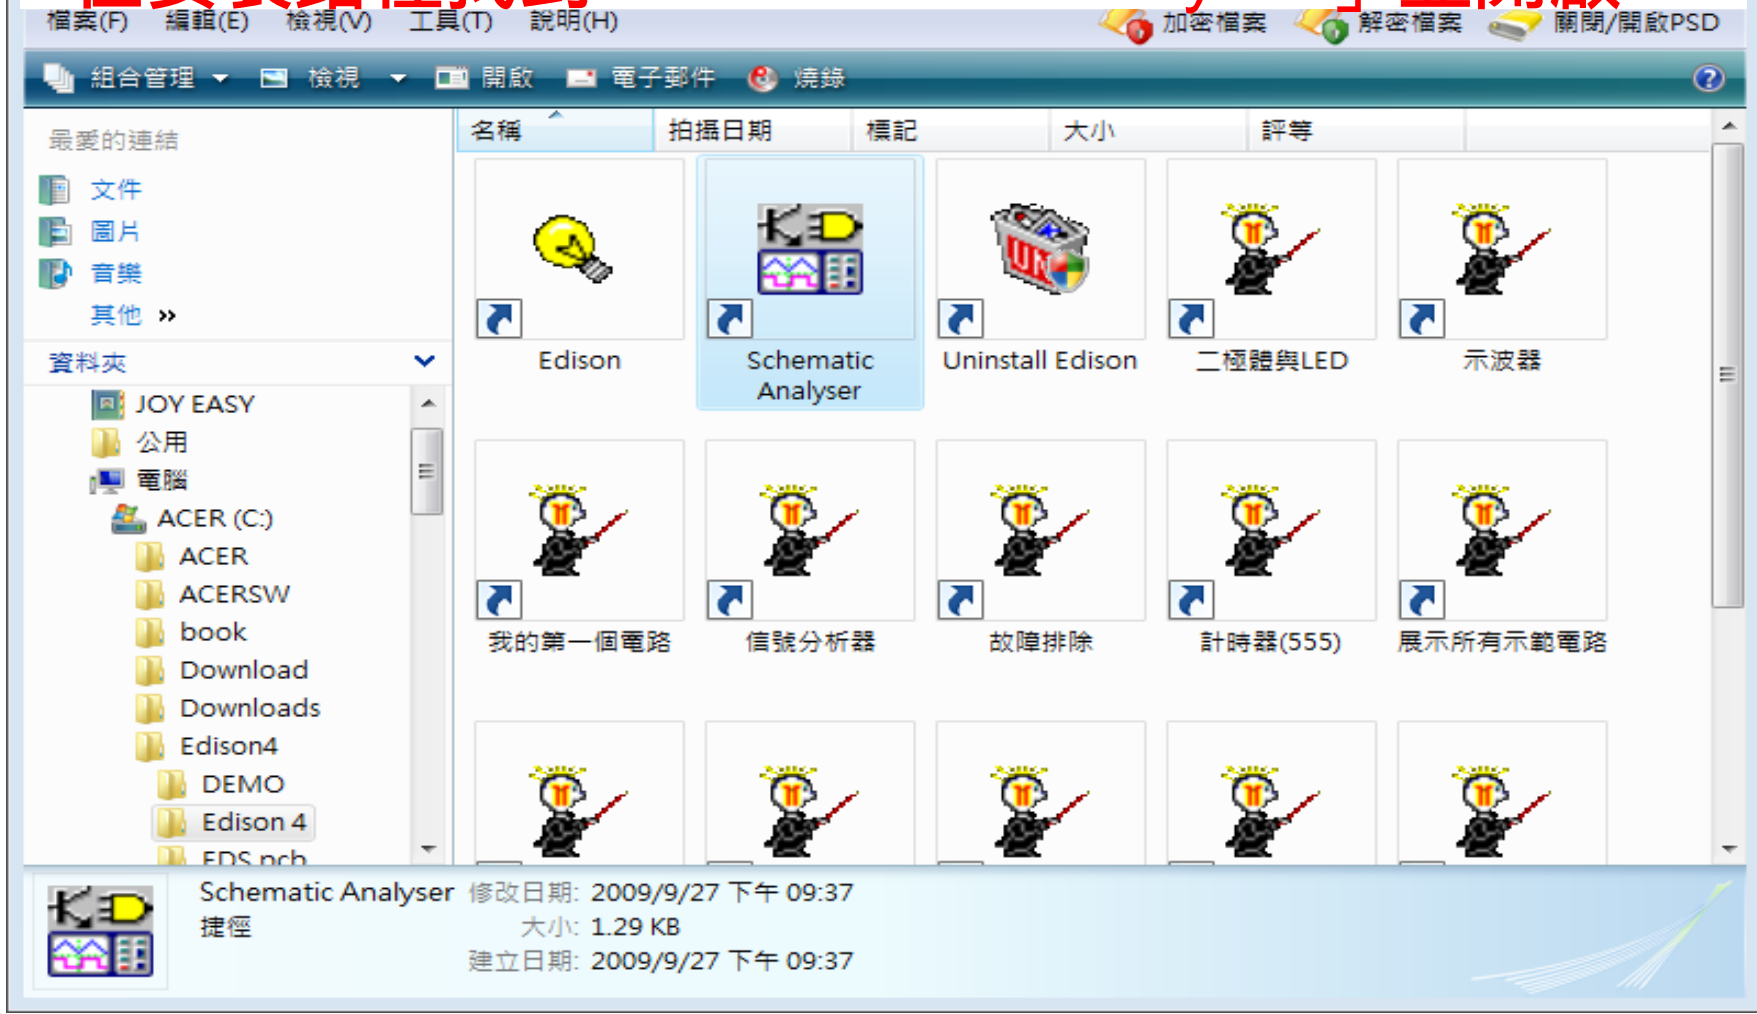 檔案(F) 編輯(E) 檢視(V) 工具(T) 說明(H) 加密檔案 解密檔案 關閉/開啟PSD
組合管理 檢視 開啟 電子郵件 燒錄
最愛的連結
文件
圖片
音樂
其他 »
資料夾
JOY EASY
公用
電腦
ACER (C:)
ACER
ACERSW
book
Download
Downloads
Edison4
DEMO
Edison 4
EDS pcb
名稱 拍攝日期 標記 大小 評等
Edison
Schematic
Analyser
Uninstall Edison
二極體與LED
示波器
我的第一個電路
信號分析器
故障排除
計時器(555)
展示所有示範電路
Schematic Analyser 修改日期: 2009/9/27 下午 09:37
捷徑 大小: 1.29 KB
建立日期: 2009/9/27 下午 09:37